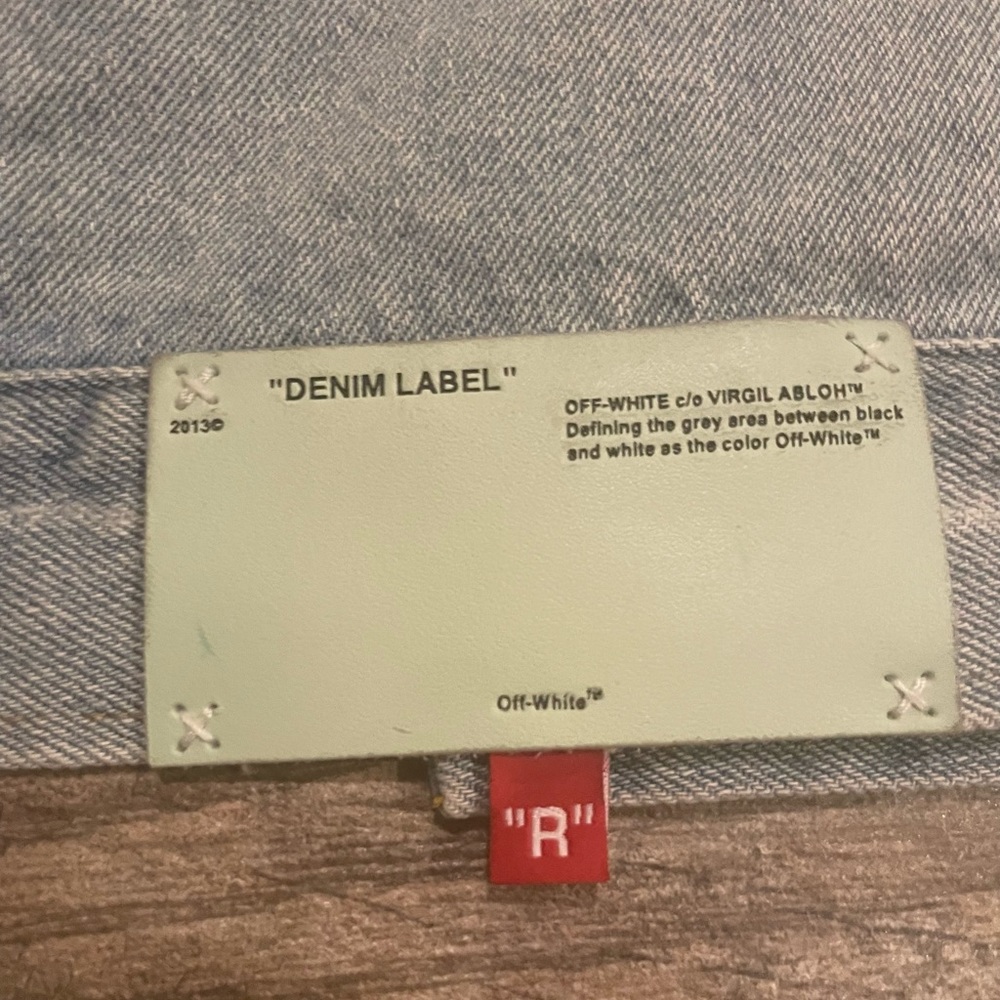 "DENIM LABEL"
2013©
OFF-WHITE c/o VIRGIL ABLOH™
Defining the grey area between black
and white as the color Off-White™
Off-White™
"R"